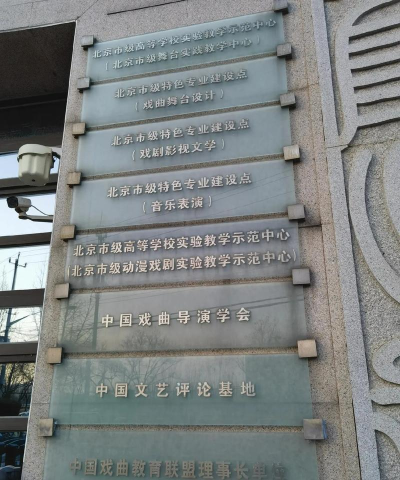 北京市级高等学校实验教学示范中心
（北京市级舞台实践教学中心）
北京市级特色专业建设点
（戏曲舞台设计）
北京市级特色专业建设点
（戏剧影视文学）
北京市级特色专业建设点
（音乐表演）
北京市级高等学校实验教学示范中心
（北京市级动漫戏剧实验教学示范中心）
中国戏曲导演学会
中国文艺评论基地
中国戏曲教育联盟理事长单位